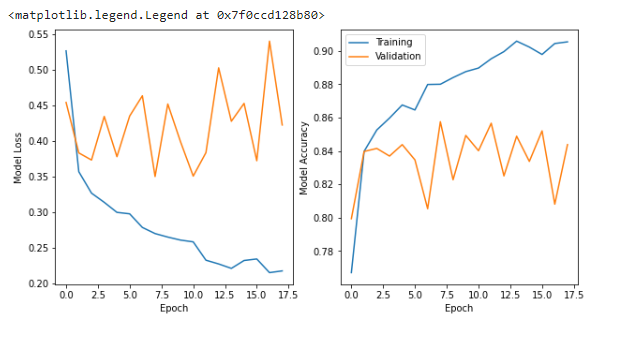 <matplotlib.legend.Legend at 0x7f0ccd128b80>
Model Loss
0.55
0.50
0.45
0.40
0.35
0.30
0.25
0.20
0.0 2.5 5.0 7.5 10.0 12.5 15.0 17.5
Epoch
Model Accuracy
0.90
0.88
0.86
0.84
0.82
0.80
0.78
Training
Validation
0.0 2.5 5.0 7.5 10.0 12.5 15.0 17.5
Epoch